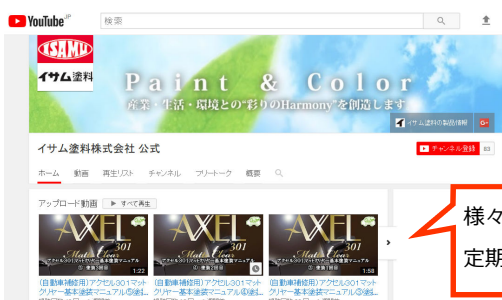 YouTube JP
検索
ISAMU
イサム塗料
Paint & Color
産業・生活・環境との“彩りのHarmony”を創造します
イサム塗料の製品情報
G+
イサム塗料株式会社 公式
チャンネル登録
ホーム 動画 再生リスト チャンネル フリートーク 概要
アップロード動画 すべて再生
AXEL 301 AXEL 301 AXEL 301
Mat Clear Mat Clear Mat Clear
1:22 1:58
(自動車補修用)アクセル301マット (自動車補修用)アクセル301マット (自動車補修用)アクセル301マット
クリヤー基本塗装マニュアル⑤ クリヤー基本塗装マニュアル④ クリヤー基本塗装マニュアル③
様々
定期